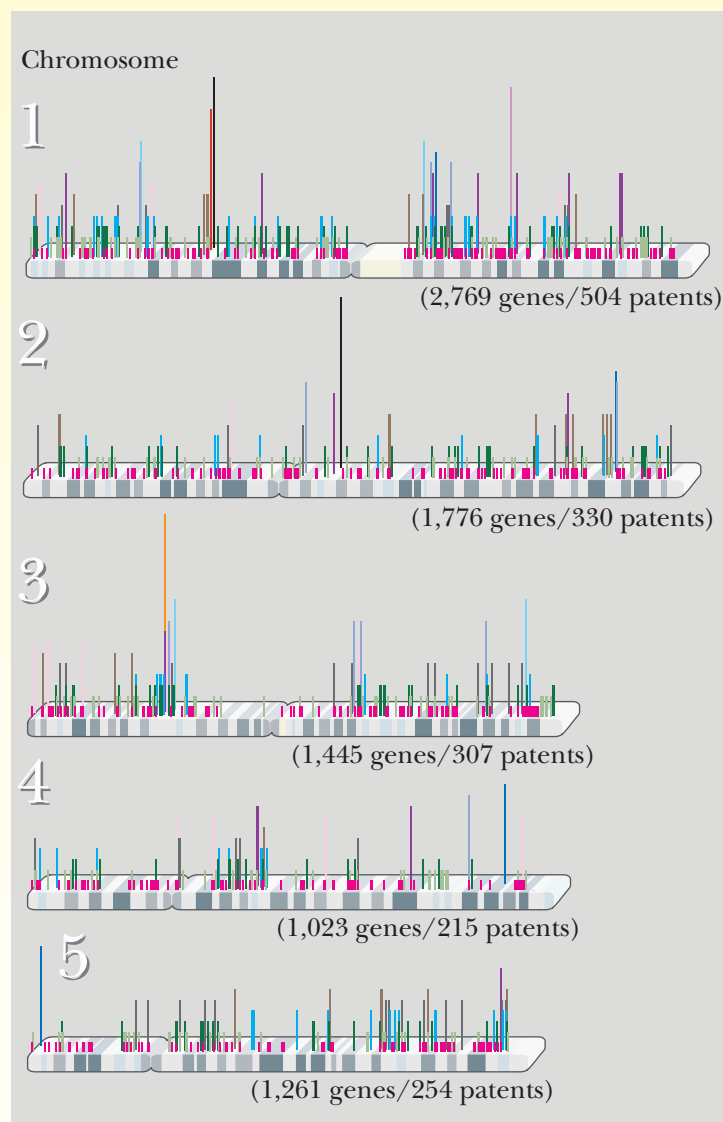 Chromosome
1
(2,769 genes/504 patents)
2
(1,776 genes/330 patents)
3
(1,445 genes/307 patents)
4
(1,023 genes/215 patents)
5
(1,261 genes/254 patents)